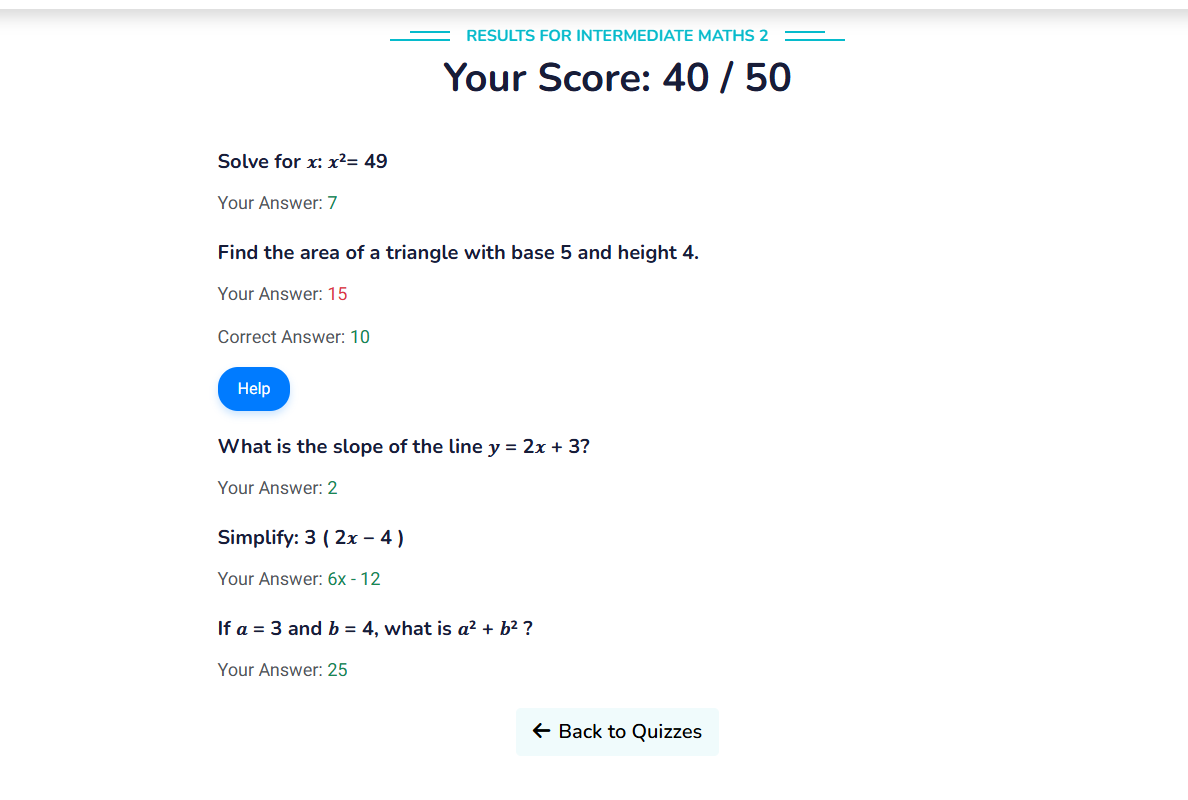 RESULTS FOR INTERMEDIATE MATHS 2
Your Score: 40 / 50
Solve for x: x²= 49
Your Answer: 7
Find the area of a triangle with base 5 and height 4.
Your Answer: 15
Correct Answer: 10
Help
What is the slope of the line y = 2x + 3?
Your Answer: 2
Simplify: 3 ( 2x – 4 )
Your Answer: 6x - 12
If a = 3 and b = 4, what is a² + b² ?
Your Answer: 25
← Back to Quizzes